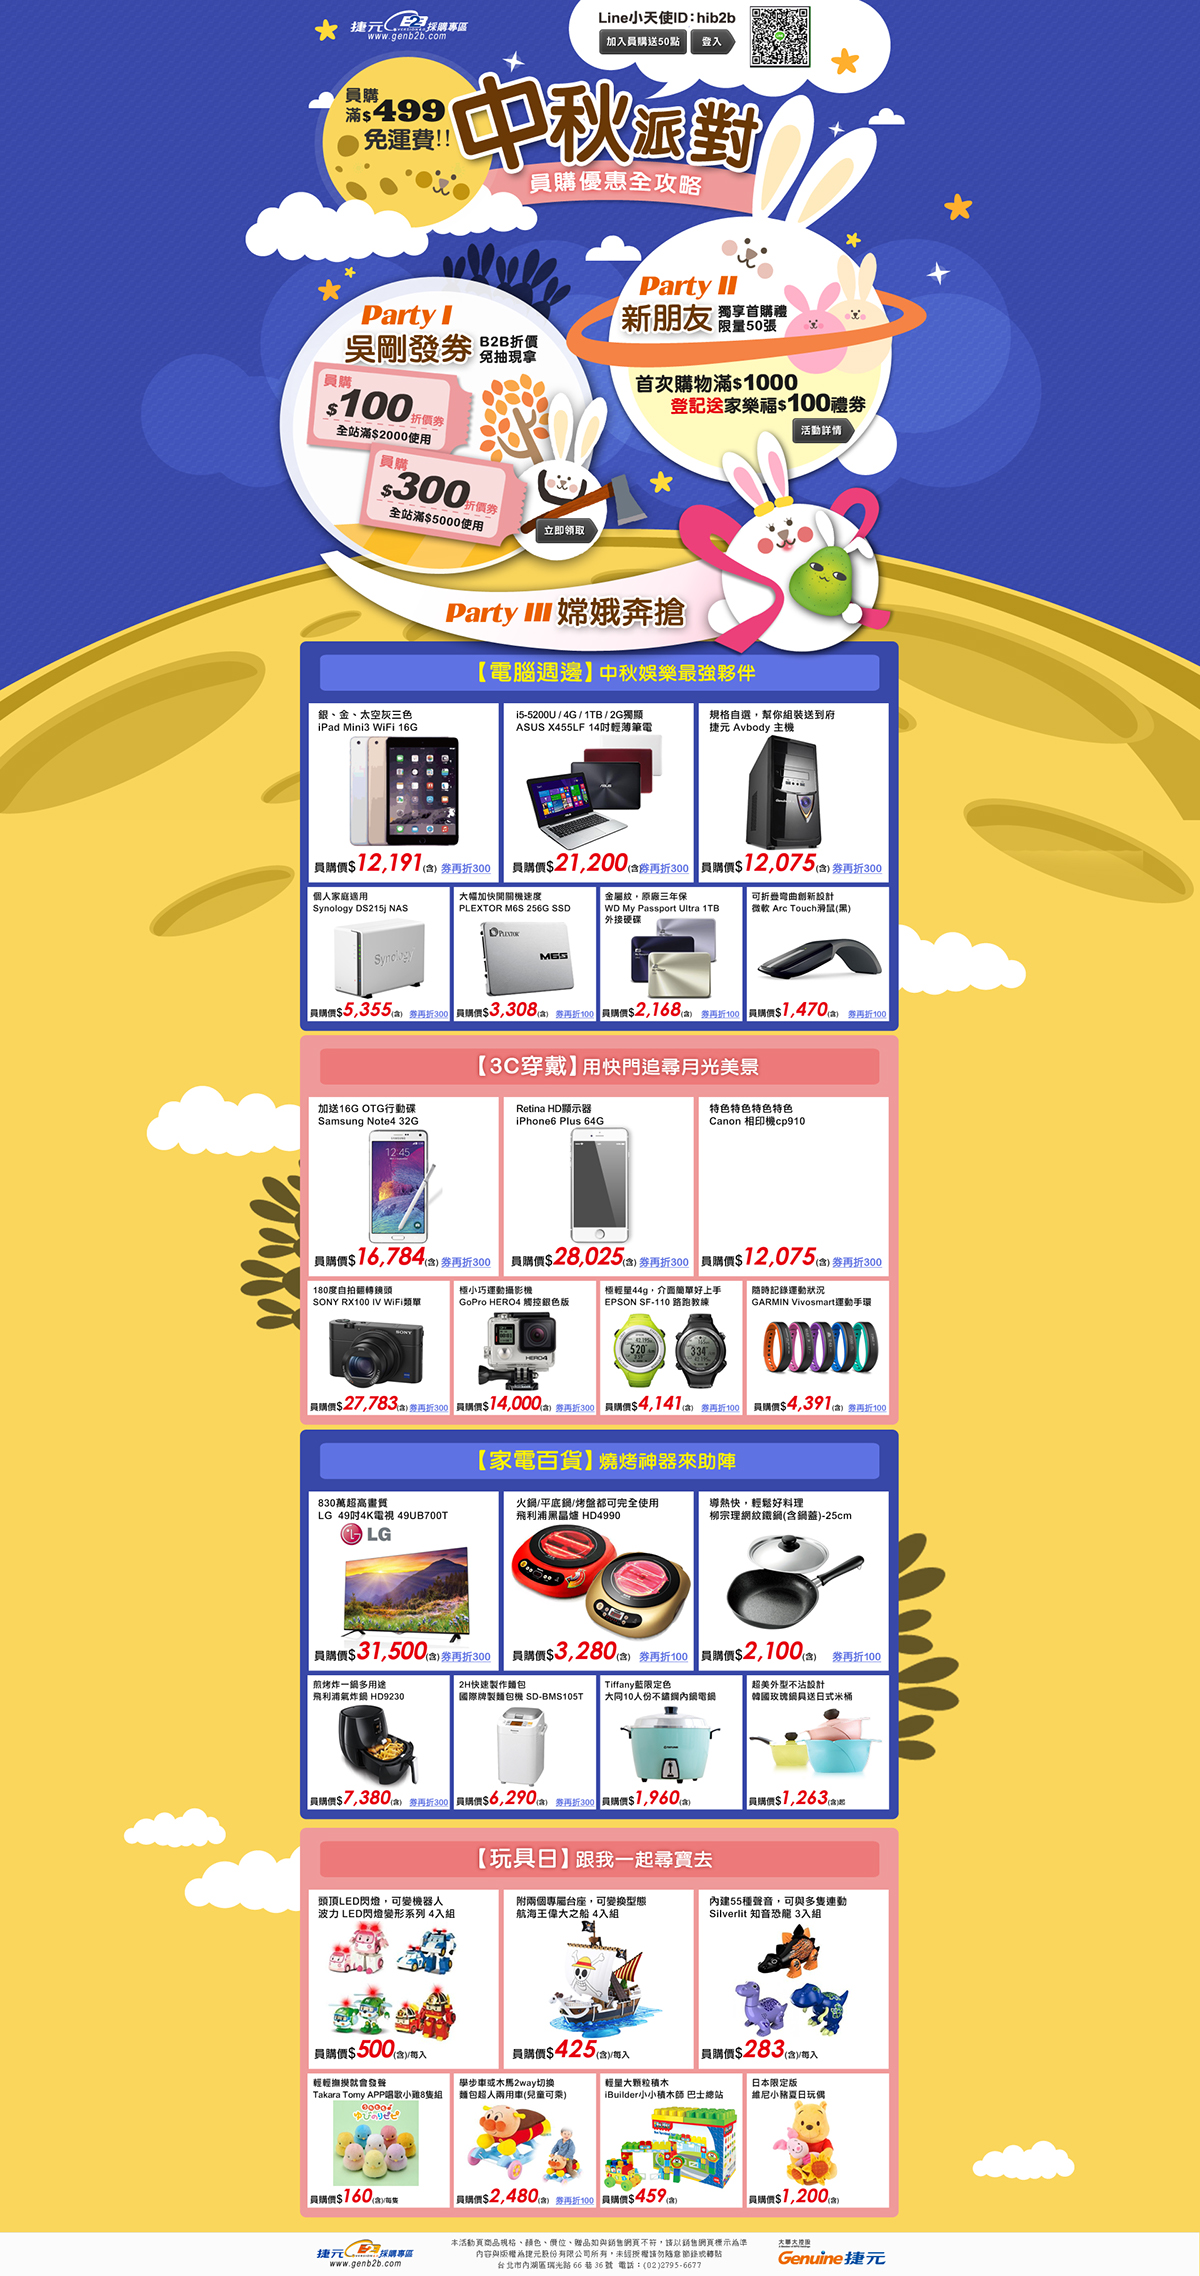 捷元 B2B 採購專區
www.genb2b.com
Line小天使ID:hib2b
加入員購送50點
登入
員購
滿$499
免運費!!
中秋派對
員購優惠全攻略
Party I
吳剛發券
B2B折價
免抽現拿
員購
$100折價券
全站滿$2000使用
員購
$300折價券
全站滿$5000使用
立即領取
Party II
新朋友
獨享首購禮
限量50張
首次購物滿$1000
登記送家樂福$100禮券
活動詳情
Party III 嫦娥奔搶
【電腦週邊】中秋娛樂最強夥伴
銀、金、太空灰三色
iPad Mini3 WiFi 16G
員購價$12,191(含) 券再折300
i5-5200U / 4G / 1TB / 2G獨顯
ASUS X455LF 14吋輕薄筆電
員購價$21,200(含)券再折300
規格自選，幫你組裝送到府
捷元 Avbody 主機
員購價$12,075(含) 券再折300
個人家庭適用
Synology DS215j NAS
Synology
員購價$5,355(含) 券再折300
大幅加快開關機速度
PLEXTOR M6S 256G SSD
PLEXTOR
M6S
員購價$3,308(含) 券再折100
金屬紋，原廠三年保
WD My Passport Ultra 1TB
外接硬碟
員購價$2,168(含) 券再折100
可折疊彎曲創新設計
微軟 Arc Touch滑鼠(黑)
員購價$1,470(含) 券再折100
【3C穿戴】用快門追尋月光美景
加送16G OTG行動碟
Samsung Note4 32G
12:45
員購價$16,784(含) 券再折300
Retina HD顯示器
iPhone6 Plus 64G
員購價$28,025(含) 券再折300
特色特色特色特色
Canon 相印機cp910
員購價$12,075(含) 券再折300
180度自拍翻轉鏡頭
SONY RX100 IV WiFi類單
SONY
員購價$27,783(含) 券再折300
極小巧運動攝影機
GoPro HERO4 觸控銀色版
HERO4
員購價$14,000(含) 券再折300
極輕量44g，介面簡單好上手
EPSON SF-110 路跑教練
員購價$4,141(含) 券再折100
隨時記錄運動狀況
GARMIN Vivosmart運動手環
員購價$4,391(含) 券再折100
【家電百貨】燒烤神器來助陣
830萬超高畫質
LG 49吋4K電視 49UB700T
LG
員購價$31,500(含)券再折300
火鍋/平底鍋/烤盤都可完全使用
飛利浦黑晶爐 HD4990
員購價$3,280(含) 券再折100
導熱快，輕鬆好料理
柳宗理網紋鐵鍋(含鍋蓋)-25cm
員購價$2,100(含) 券再折100
煎烤炸一鍋多用途
飛利浦氣炸鍋 HD9230
員購價$7,380(含) 券再折300
2H快速製作麵包
國際牌製麵包機 SD-BMS105T
員購價$6,290(含) 券再折300
Tiffany藍限定色
大同10人份不鏽鋼內鍋電鍋
員購價$1,960(含)
超美外型不沾設計
韓國玫瑰鍋具送日式米桶
員購價$1,263(含)起
【玩具日】跟我一起尋寶去
頭頂LED閃燈，可變機器人
波力 LED閃燈變形系列 4入組
員購價$500(含)/每入
附兩個專屬台座，可變換型態
航海王偉大之船 4入組
員購價$425(含)/每入
內建55種聲音，可與多隻連動
Silverlit 知音恐龍 3入組
員購價$283(含)/每入
輕輕撫摸就會發聲
Takara Tomy APP唱歌小雞8隻組
員購價$160(含)/每隻
學步車或木馬2way切換
麵包超人兩用車(兒童可乘)
員購價$2,480(含) 券再折100
輕量大顆粒積木
iBuilder小小積木師 巴士總站
員購價$459(含)
日本限定版
維尼小豬夏日玩偶
員購價$1,200(含)
捷元 B2B 採購專區
www.genb2b.com
本活動頁商品規格、顏色、價位、贈品如與銷售網頁不符，請以銷售網頁標示為準
內容與版權為捷元股份有限公司所有，未經授權請勿隨意節錄或轉貼
台北市內湖區瑞光路 66 巷 36 號 電話：(02)2793-6677
大聯大控股
Genuine 捷元